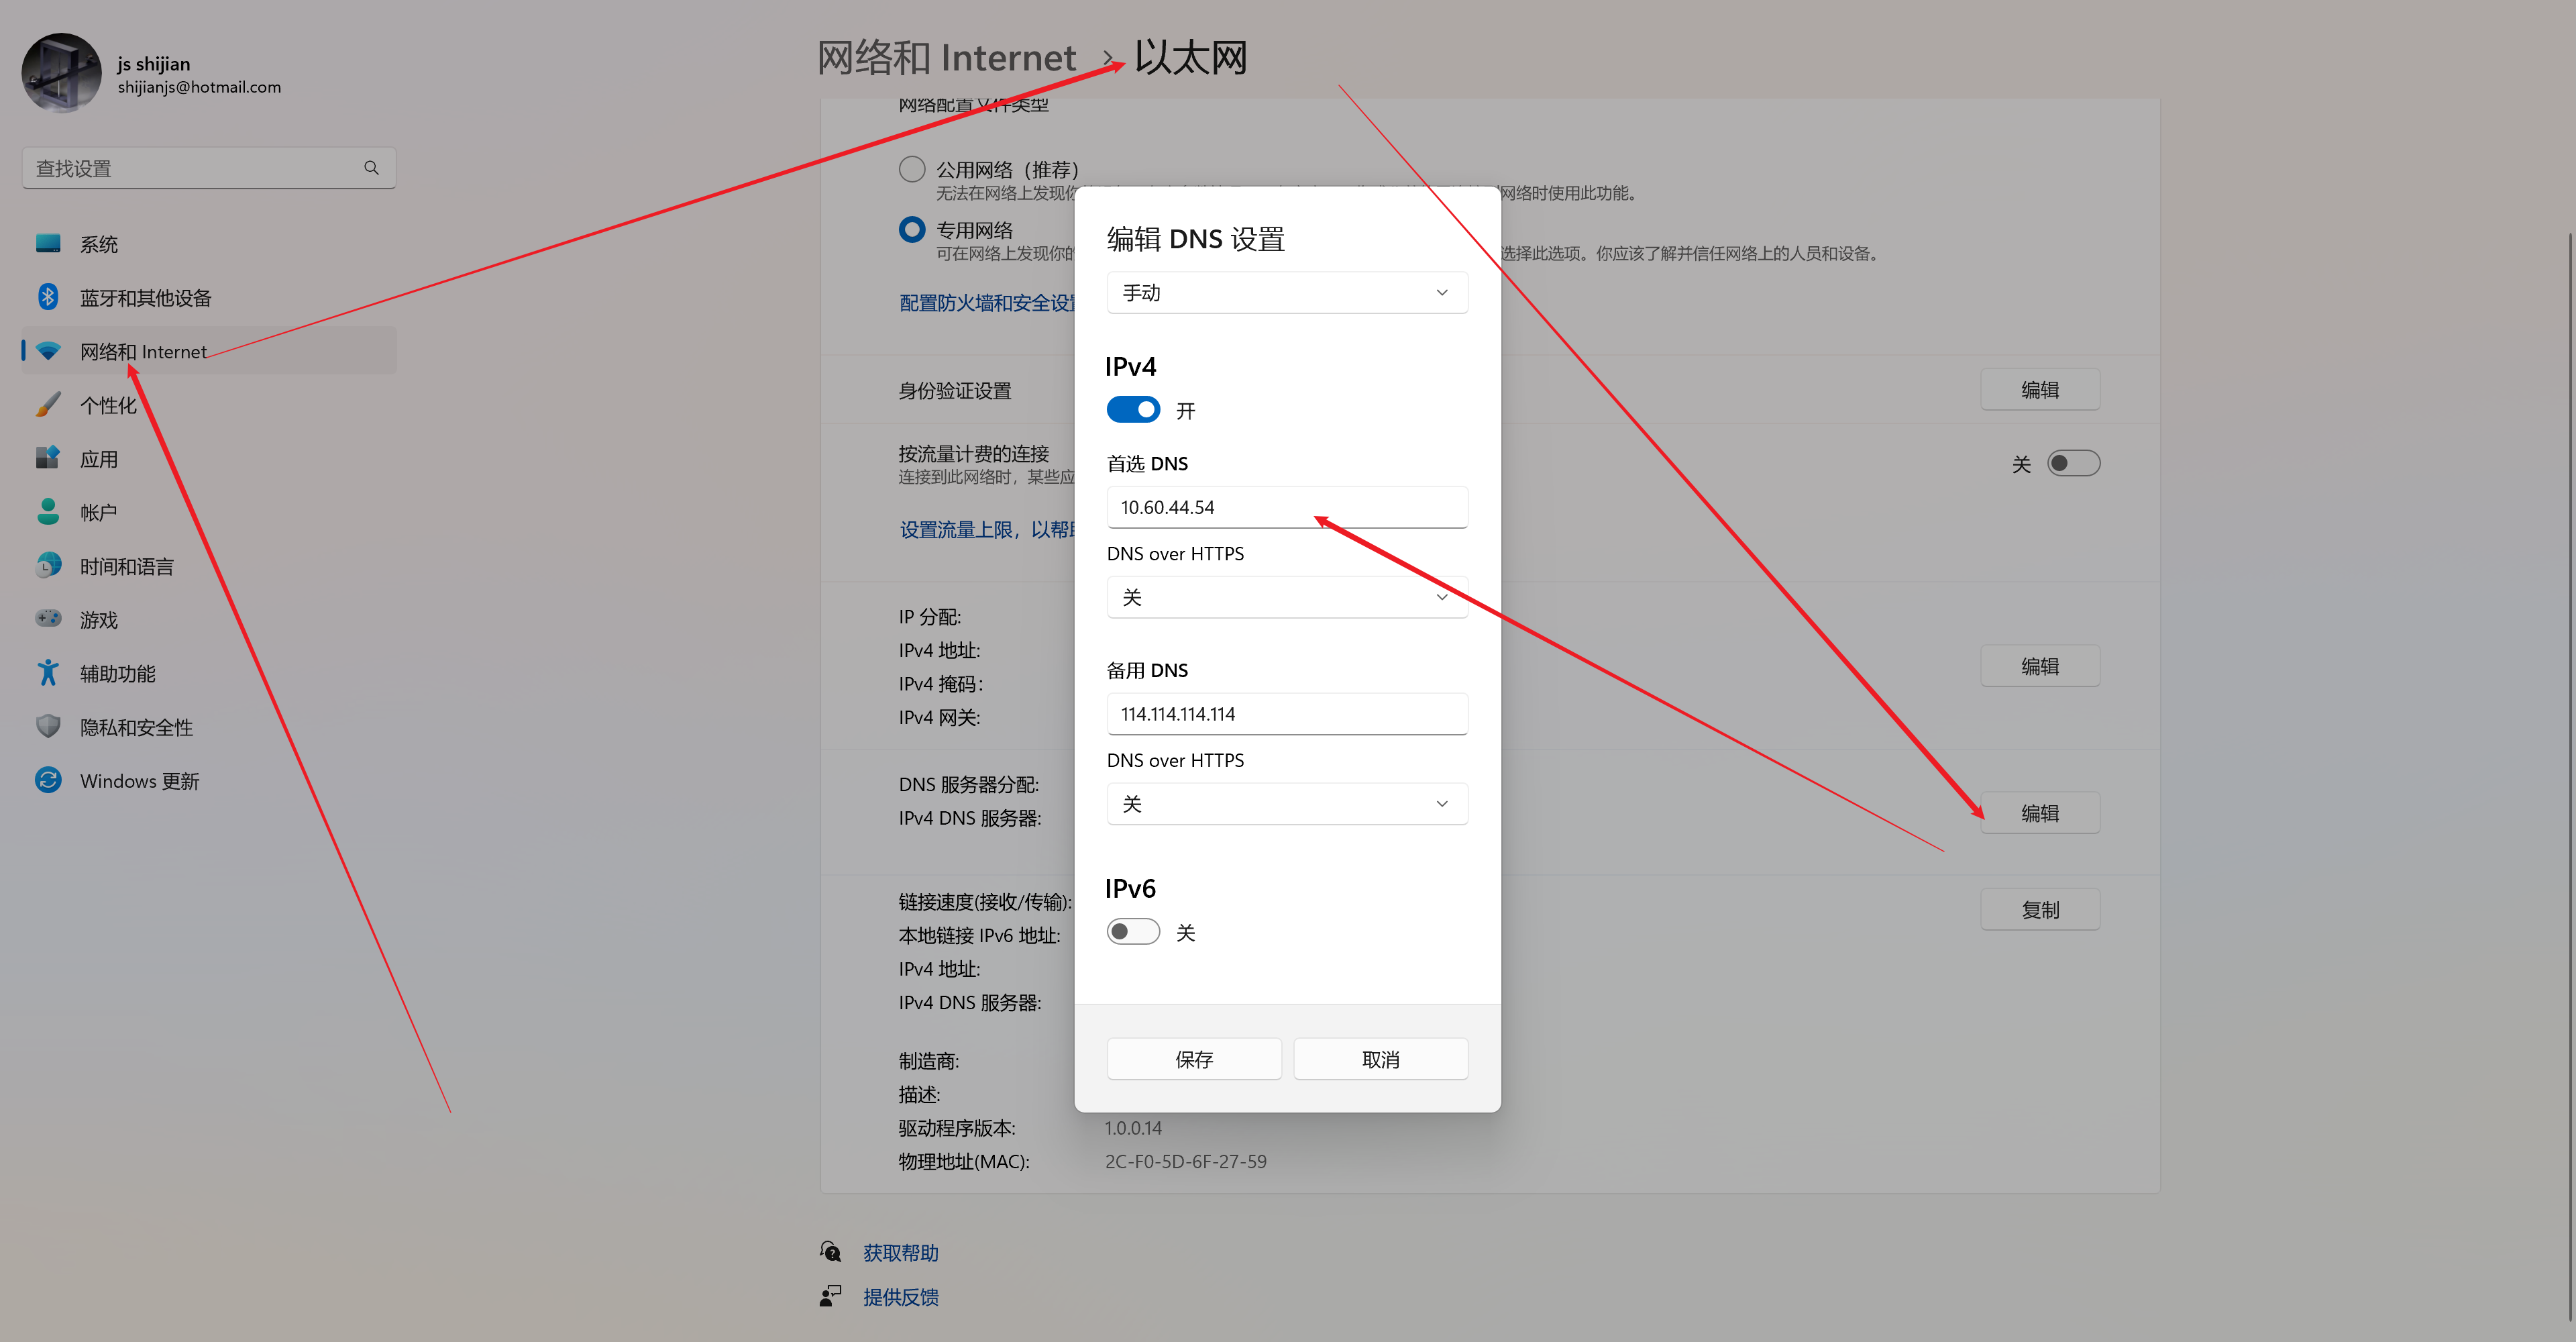 js shijian
shijianjs@hotmail.com
查找设置
系统
蓝牙和其他设备
网络和 Internet
个性化
应用
帐户
时间和语言
游戏
辅助功能
隐私和安全性
Windows 更新
网络和 Internet > 以太网
网络配置文件类型
公用网络（推荐）
无法在网络上发现你 网络时使用此功能。
专用网络
可在网络上发现你的 选择此选项。你应该了解并信任网络上的人员和设备。
配置防火墙和安全设置
身份验证设置
编辑
按流量计费的连接
连接到此网络时，某些应
关
设置流量上限，以帮助
IP 分配:
IPv4 地址:
IPv4 掩码:
IPv4 网关:
编辑
DNS 服务器分配:
IPv4 DNS 服务器:
编辑
链接速度(接收/传输):
本地链接 IPv6 地址:
IPv4 地址:
IPv4 DNS 服务器:
复制
制造商:
描述:
驱动程序版本: 1.0.0.14
物理地址(MAC): 2C-F0-5D-6F-27-59
获取帮助
提供反馈
编辑 DNS 设置
手动
IPv4
开
首选 DNS
10.60.44.54
DNS over HTTPS
关
备用 DNS
114.114.114.114
DNS over HTTPS
关
IPv6
关
保存
取消